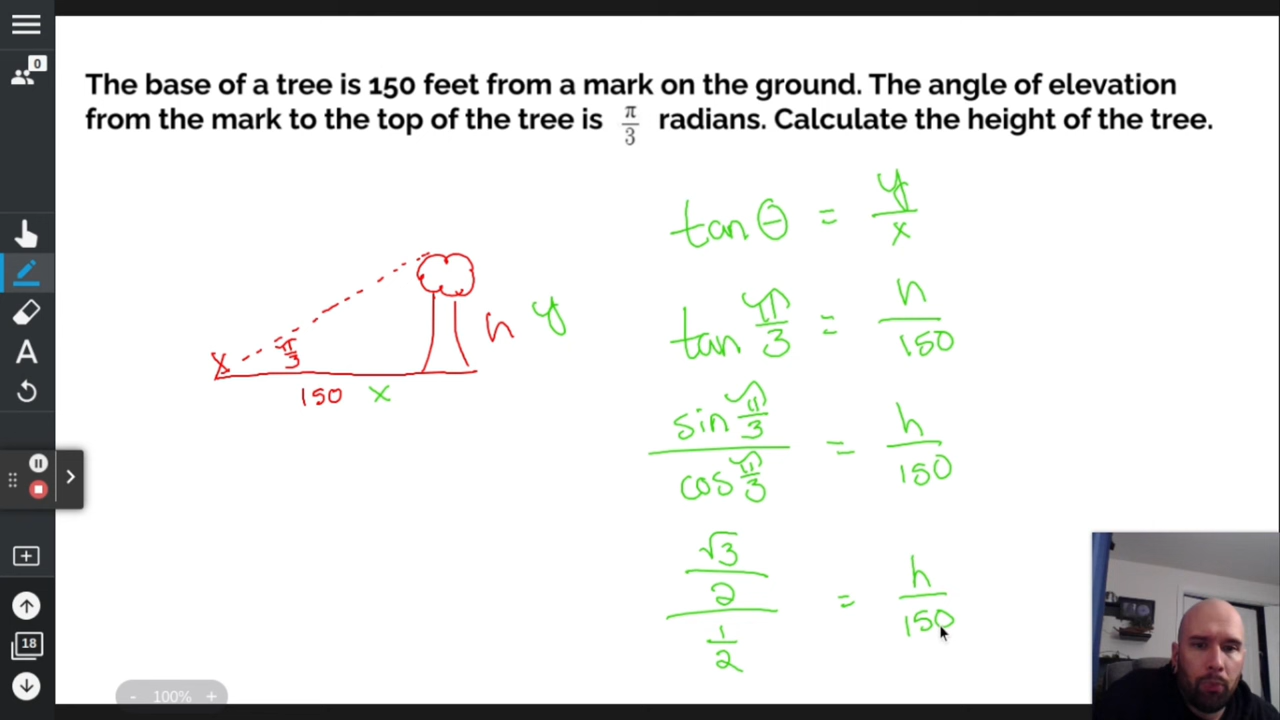 0
The base of a tree is 150 feet from a mark on the ground. The angle of elevation
from the mark to the top of the tree is π/3 radians. Calculate the height of the tree.
tan θ = y/x
x π/3 h y
150 x
tan π/3 = h/150
sin π/3 / cos π/3 = h/150
√3/2 / 1/2 = h/150
A
18
- 100% +